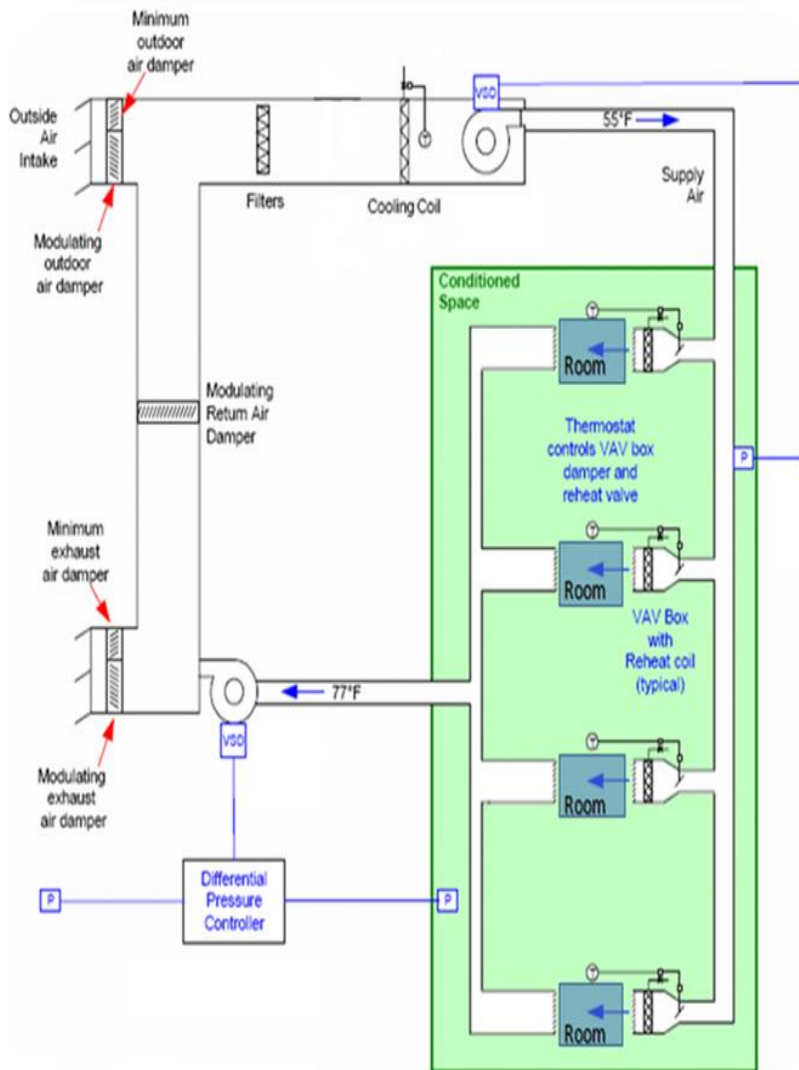 Minimum
outdoor
air damper
Outside
Air
Intake
VSD
55°F
T
Supply
Air
Filters
Cooling Coil
Modulating
outdoor
air damper
Conditioned
Space
T
Room
Modulating
Return Air
Damper
Thermostat
controls VAV box
damper and
reheat valve
P
Minimum
exhaust
air damper
T
Room
VAV Box
with
Reheat coil
(typical)
77°F
VSD
Modulating
exhaust
air damper
T
Room
Differential
Pressure
Controller
P
P
T
Room